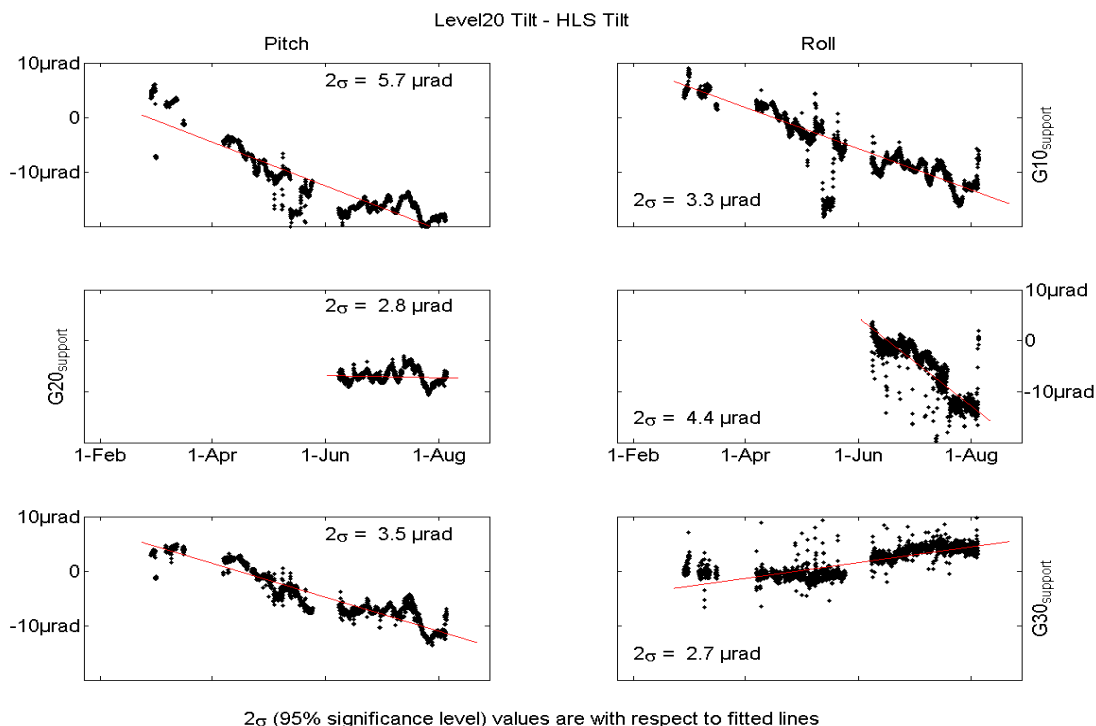 Level20 Tilt - HLS Tilt
Pitch
Roll
10µrad
0
-10µrad
2σ = 5.7 µrad
2σ = 3.3 µrad
G10support
G20support
2σ = 2.8 µrad
2σ = 4.4 µrad
10µrad
0
-10µrad
1-Feb
1-Apr
1-Jun
1-Aug
1-Feb
1-Apr
1-Jun
1-Aug
10µrad
0
-10µrad
2σ = 3.5 µrad
2σ = 2.7 µrad
G30support
2σ (95% significance level) values are with respect to fitted lines